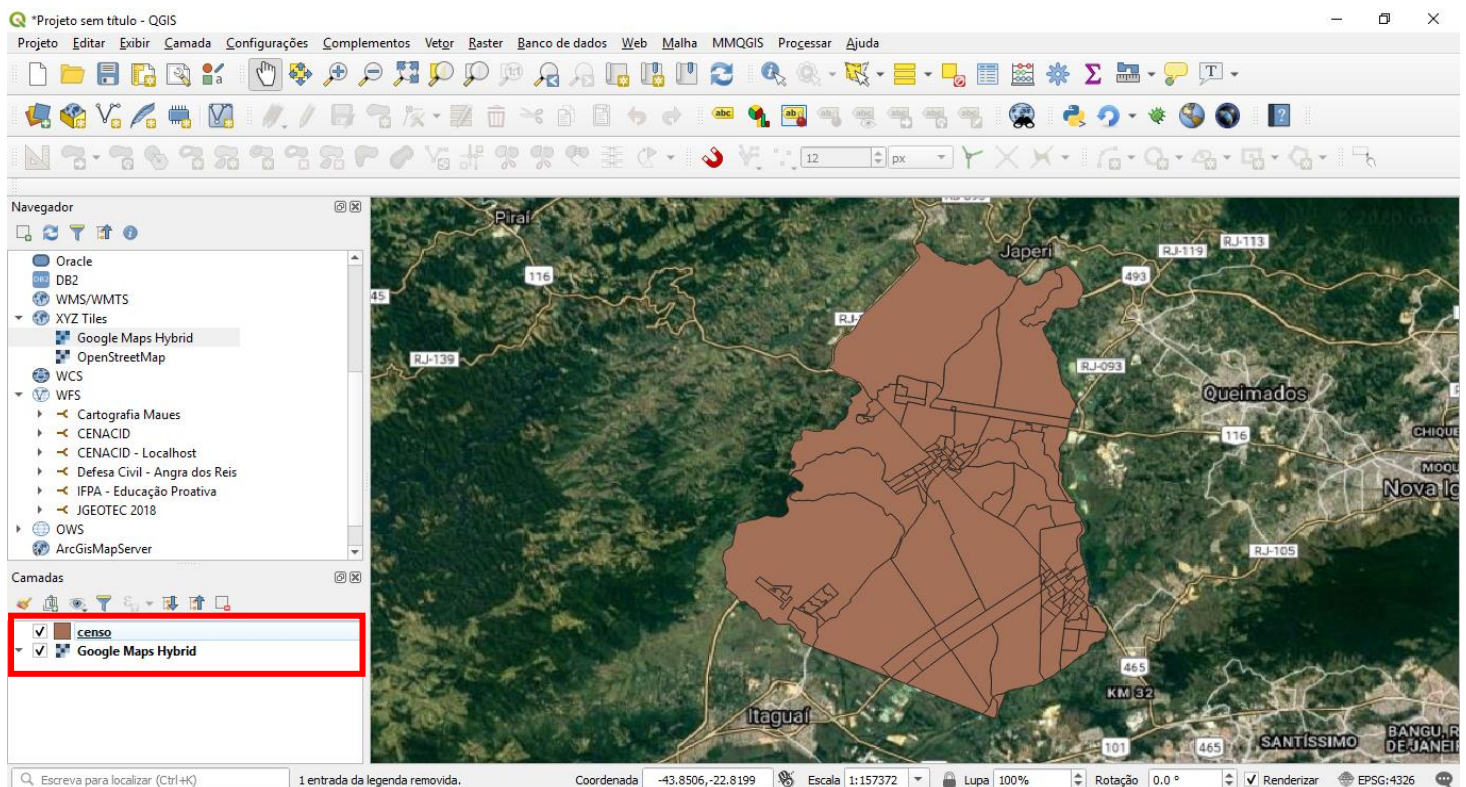 *Projeto sem título - QGIS
Projeto Editar Exibir Camada Configurações Complementos Vetor Raster Banco de dados Web Malha MMQGIS Processar Ajuda
12 px
Navegador
Oracle
DB2
WMS/WMTS
XYZ Tiles
Google Maps Hybrid
OpenStreetMap
WCS
WFS
Cartografia Maues
CENACID
CENACID - Localhost
Defesa Civil - Angra dos Reis
IFPA - Educação Proativa
JGEOTEC 2018
OWS
ArcGisMapServer
Camadas
censo
Google Maps Hybrid
Piraí
Japeri
RJ-119
RJ-113
116
493
45
RJ-139
RJ-093
Queimados
116
CHIQUE
MOQU
Nova Ig
RJ-105
465
KM 32
Itaguaí
101
465
SANTÍSSIMO
BANGU, R
DE JANEI
Escreva para localizar (Ctrl+K) 1 entrada da legenda removida. Coordenada -43.8506,-22.8199 Escala 1:157372 Lupa 100% Rotação 0.0 ° Renderizar EPSG:4326